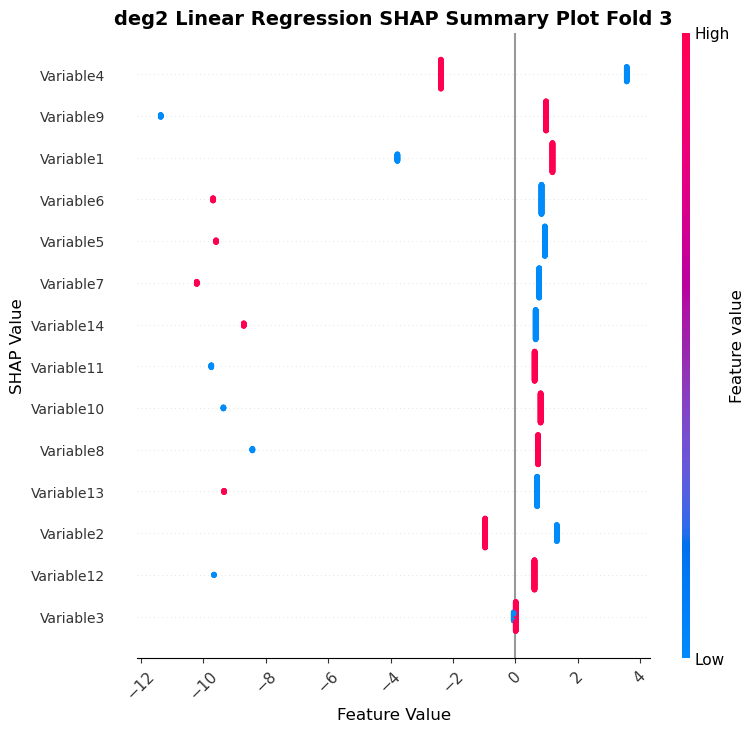 deg2 Linear Regression SHAP Summary Plot Fold 3
High
Variable4
Variable9
Variable1
Variable6
Variable5
Variable7
Variable14
Variable11
Variable10
Variable8
Variable13
Variable2
Variable12
Variable3
SHAP Value
Feature value
Low
−12 −10 −8 −6 −4 −2 0 2 4
Feature Value